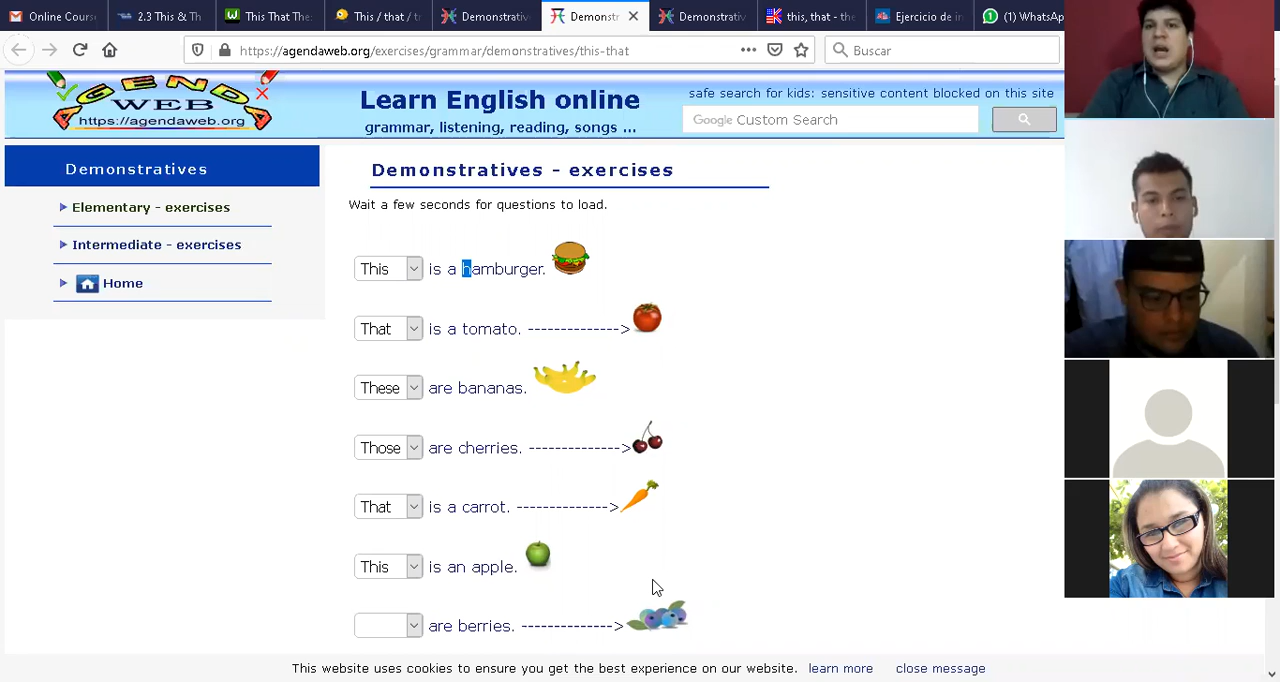 Online Cours
2.3 This & Th
This That The
This / that / t
Demonstrativ
Demonstr
Demonstrativ
this, that - the
Ejercicio de in
(1) WhatsAp
https://agendaweb.org/exercises/grammar/demonstratives/this-that
Buscar
AGENDA
WEB
https://agendaweb.org
Learn English online
grammar, listening, reading, songs ...
safe search for kids: sensitive content blocked on this site
Google Custom Search
Demonstratives
Elementary - exercises
Intermediate - exercises
Home
Demonstratives - exercises
Wait a few seconds for questions to load.
This is a hamburger.
That is a tomato. -------------->
These are bananas.
Those are cherries. -------------->
That is a carrot. -------------->
This is an apple.
are berries. -------------->
This website uses cookies to ensure you get the best experience on our website. learn more close message